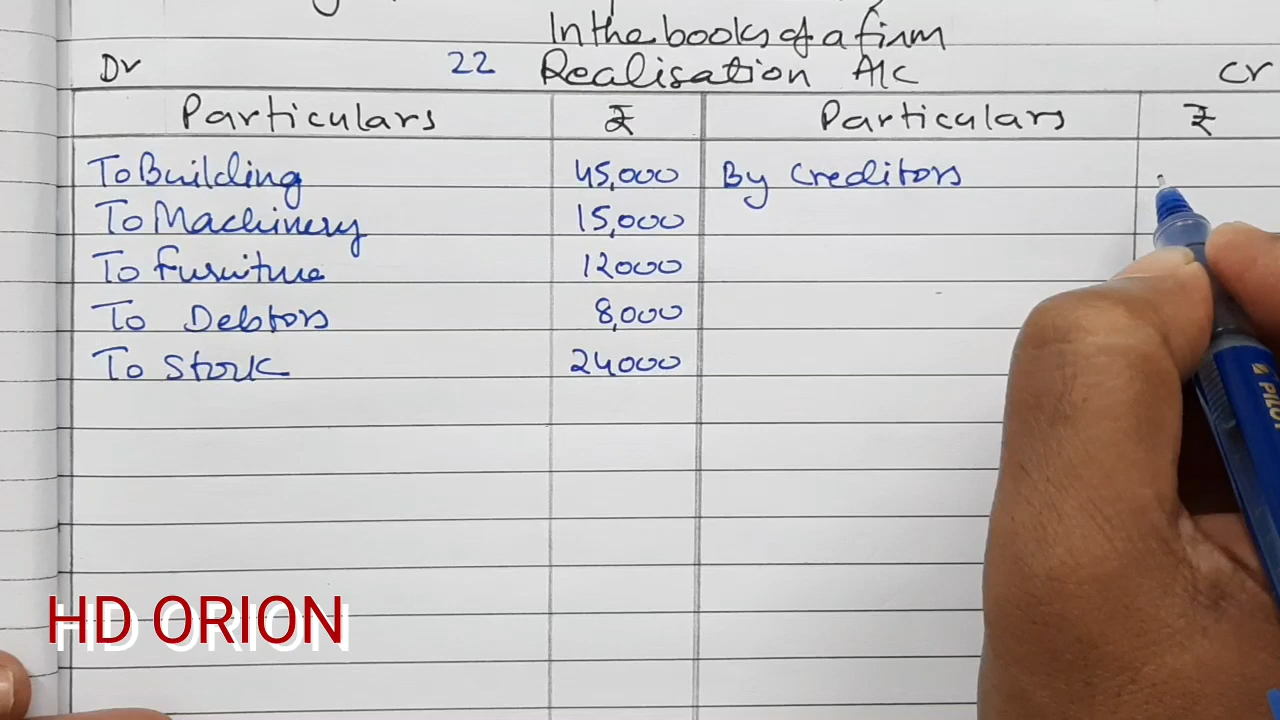 In the books of a firm
Dr 22 Realisation A/c Cr
Particulars ₹ Particulars ₹
To Building 45,000 By Creditors
To Machinery 15,000
To Furniture 12000
To Debtors 8,000
To Stock 24000
HD ORION
PILOT